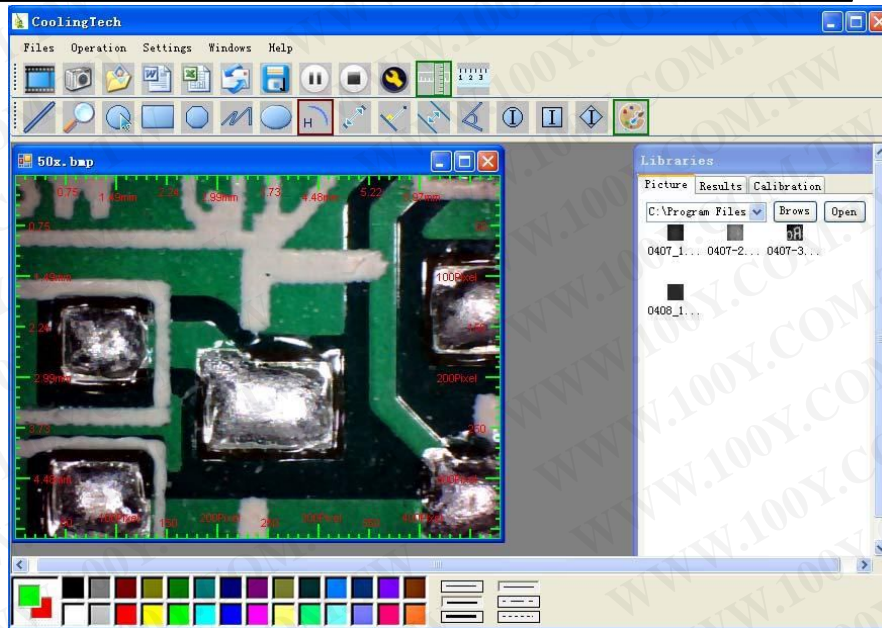 CoolingTech
Files Operation Settings Windows Help
1 2 3
H
50x.bmp
0.75 1.49mm 2.24 2.99mm 3.73 4.48mm 5.22 5.97mm
0.75
1.49mm 100Pixel
2.24
2.99mm 200Pixel
3.73 250
4.48mm
50 100Pixel 150 200Pixel 250 300Pixel 350 400Pixel
Libraries
Picture Results Calibration
C:\Program Files Brows Open
0407_1... 0407-2... 0407-3...
0408_1...
WWW.100Y.COM.TW